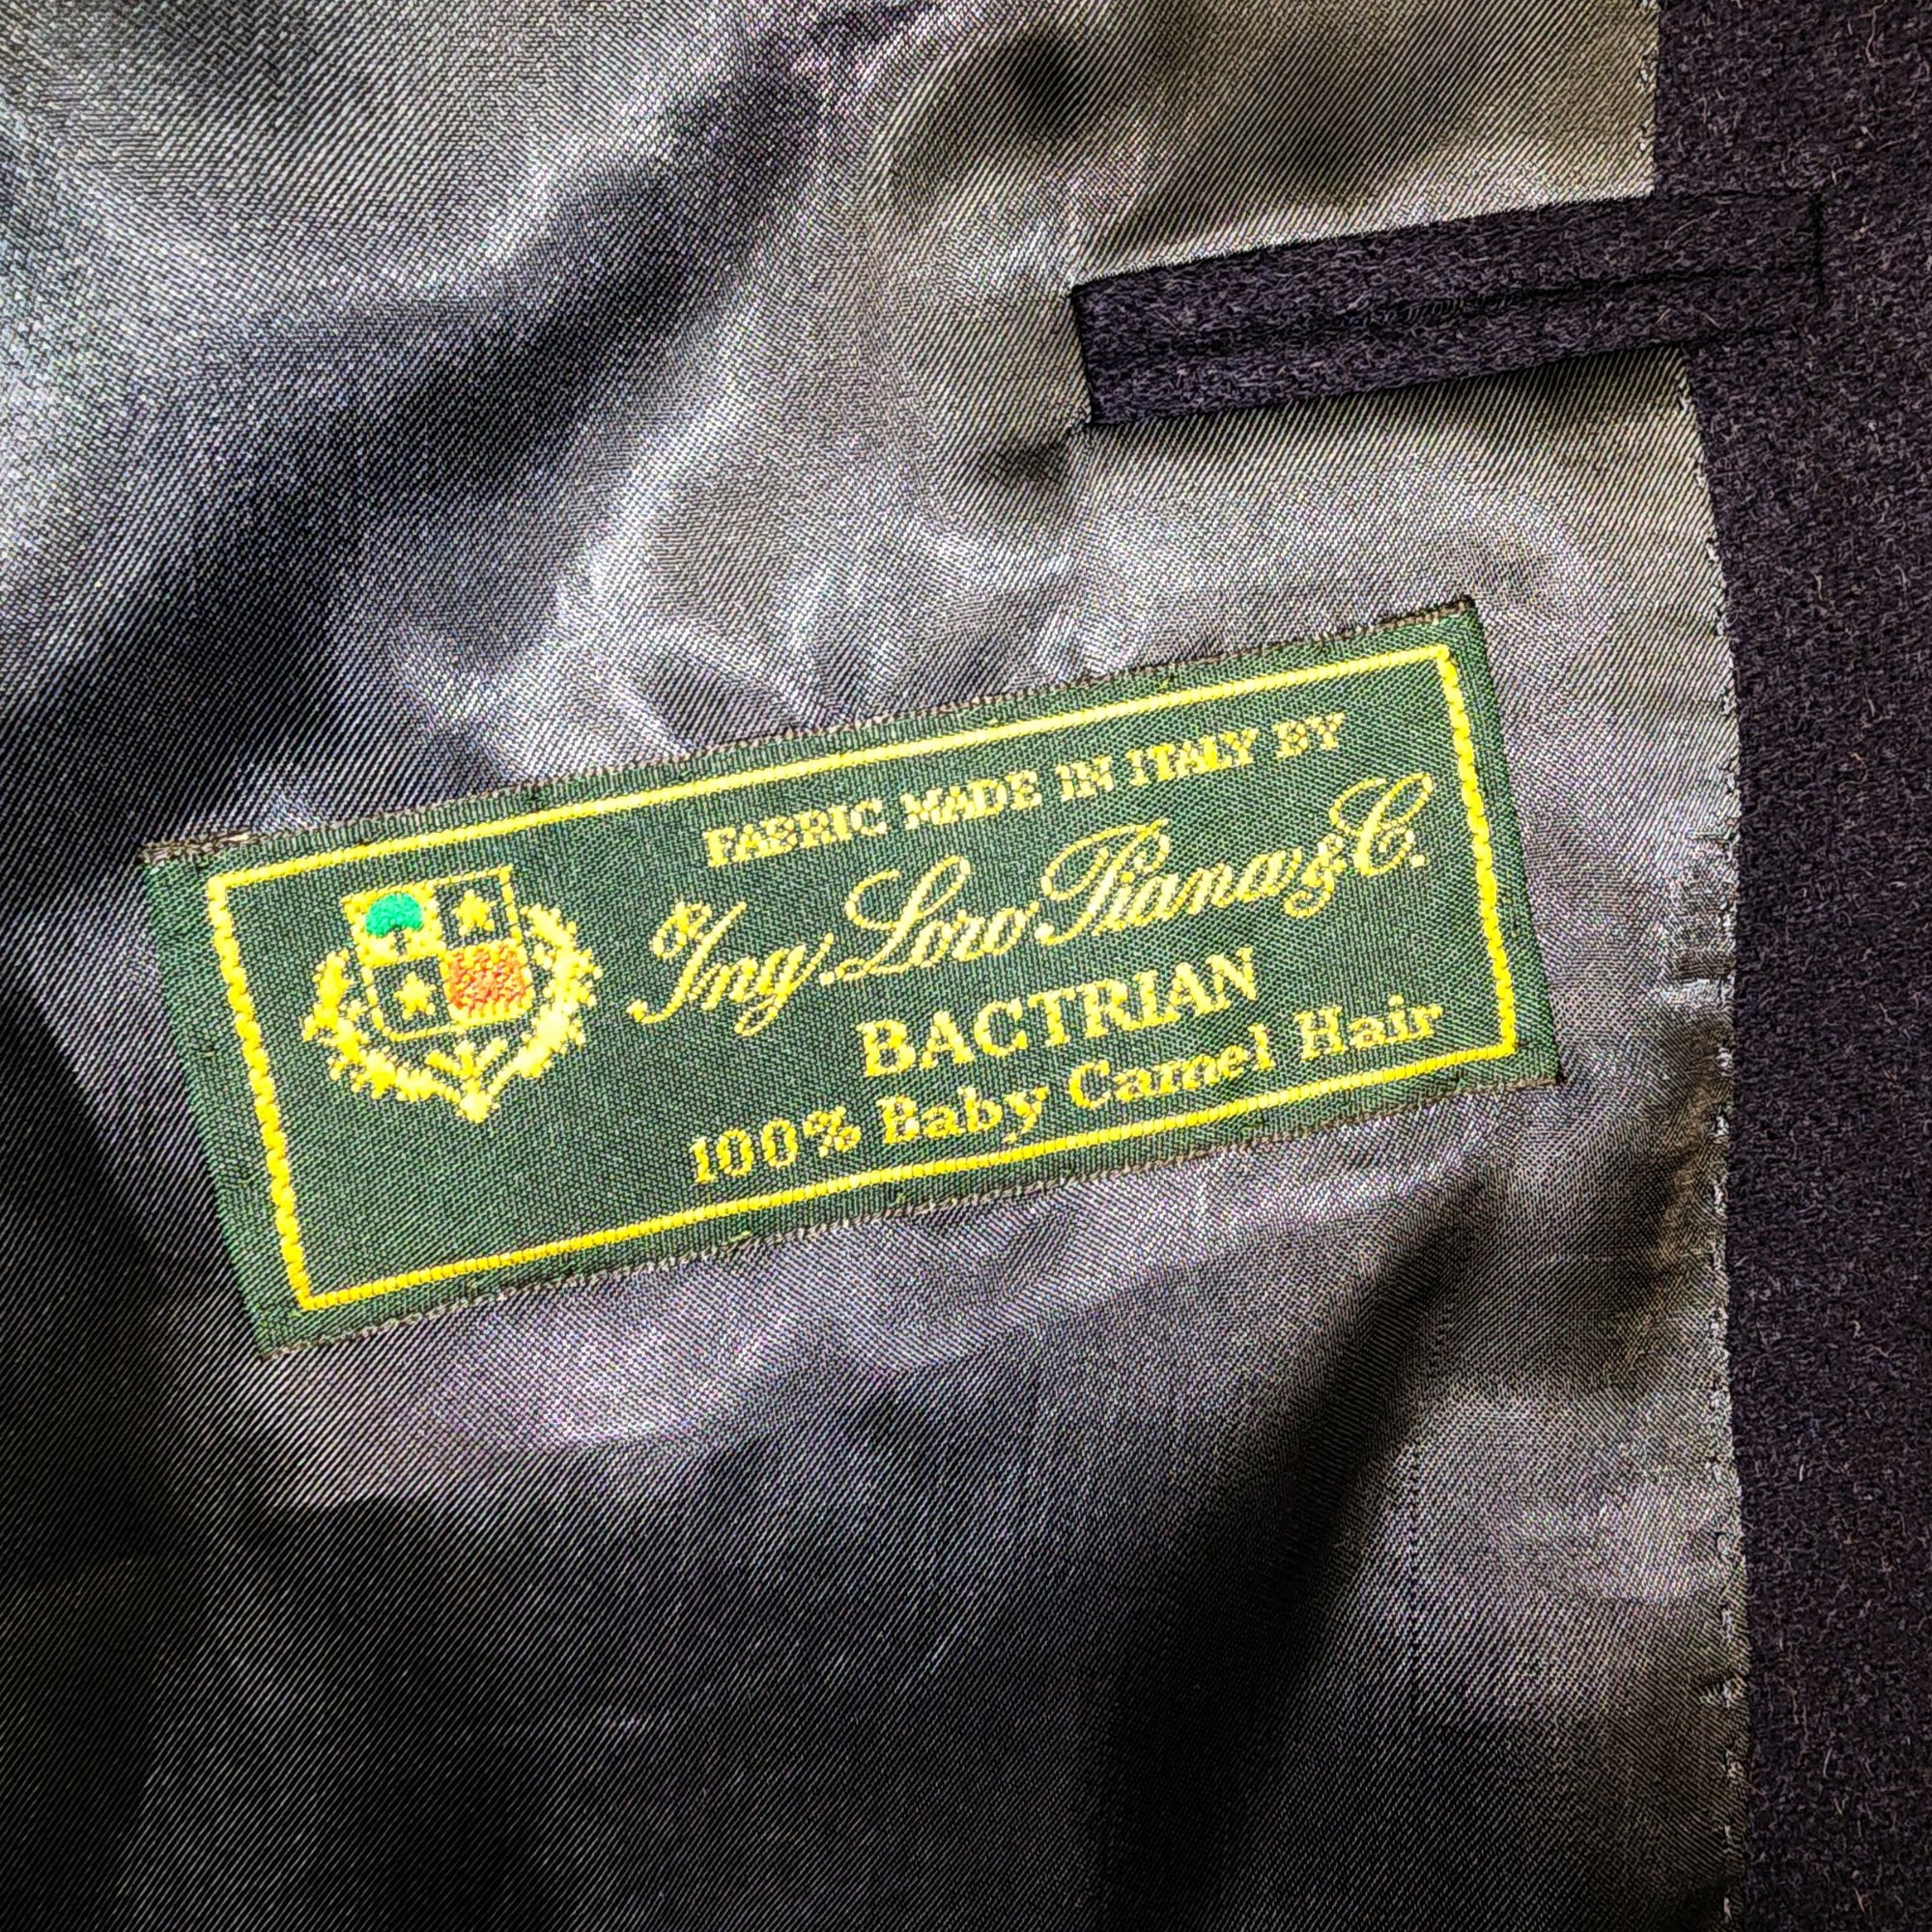 FABRIC MADE IN ITALY BY
Ing. Loro Piana & C.
BACTRIAN
100% Baby Camel Hair